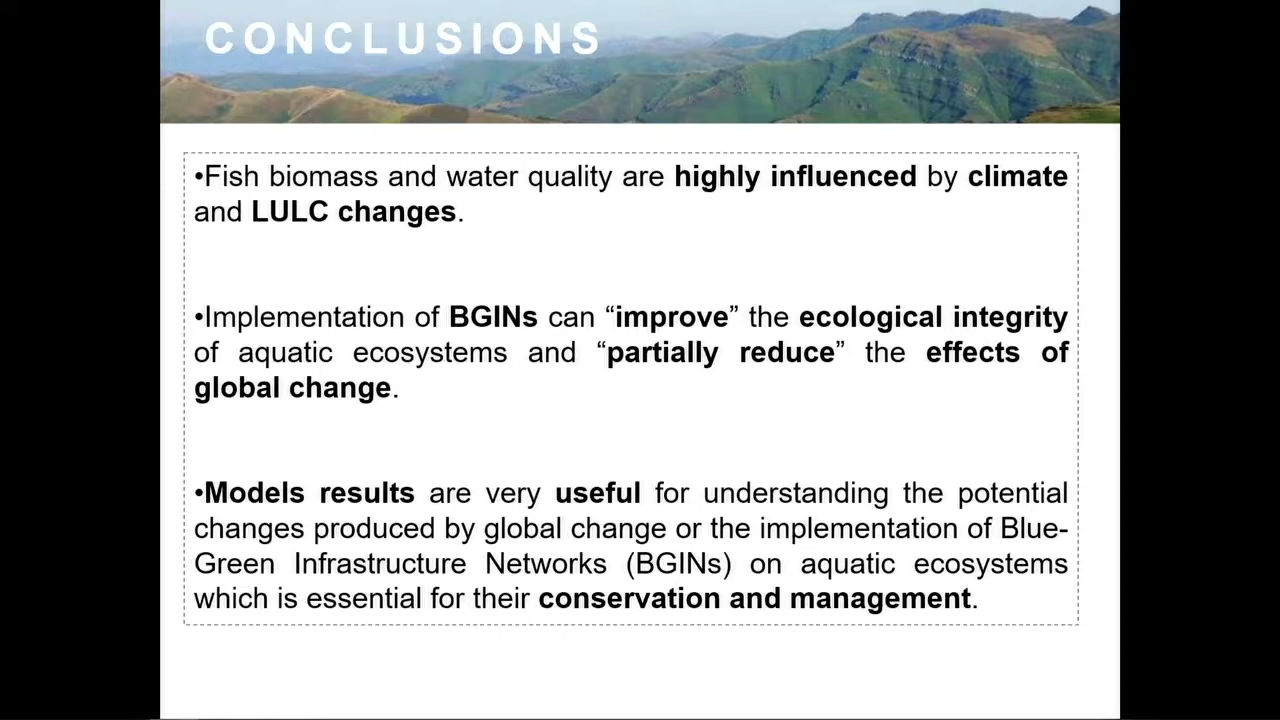 CONCLUSIONS
•Fish biomass and water quality are highly influenced by climate
and LULC changes.
•Implementation of BGINs can “improve” the ecological integrity
of aquatic ecosystems and “partially reduce” the effects of
global change.
•Models results are very useful for understanding the potential
changes produced by global change or the implementation of Blue-
Green Infrastructure Networks (BGINs) on aquatic ecosystems
which is essential for their conservation and management.